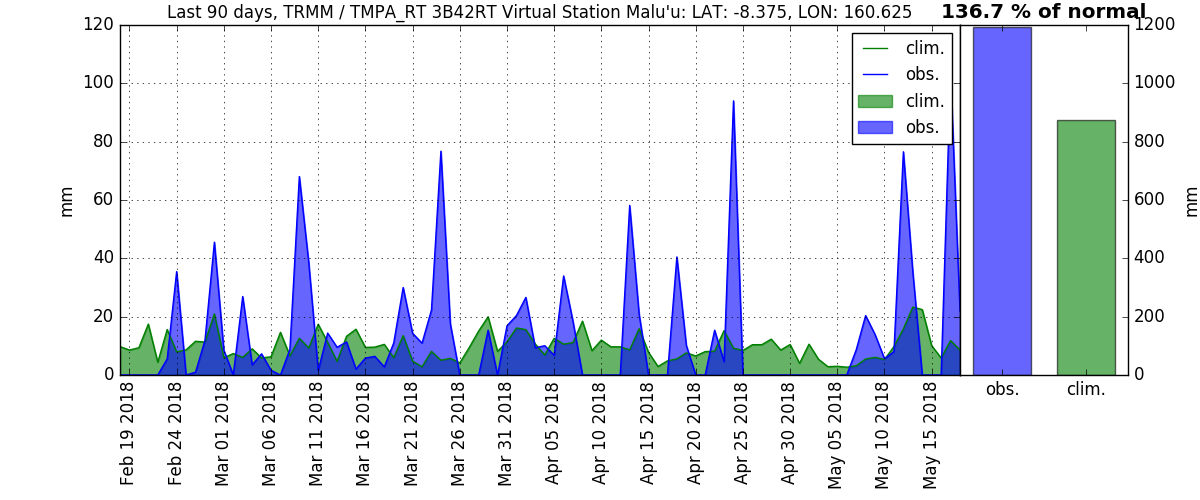 Last 90 days, TRMM / TMPA_RT 3B42RT Virtual Station Malu'u: LAT: -8.375, LON: 160.625
136.7 % of normal
120
100
80
60
40
20
0
mm
clim.
obs.
clim.
obs.
1200
1000
800
600
400
200
0
mm
Feb 19 2018
Feb 24 2018
Mar 01 2018
Mar 06 2018
Mar 11 2018
Mar 16 2018
Mar 21 2018
Mar 26 2018
Mar 31 2018
Apr 05 2018
Apr 10 2018
Apr 15 2018
Apr 20 2018
Apr 25 2018
Apr 30 2018
May 05 2018
May 10 2018
May 15 2018
obs.
clim.